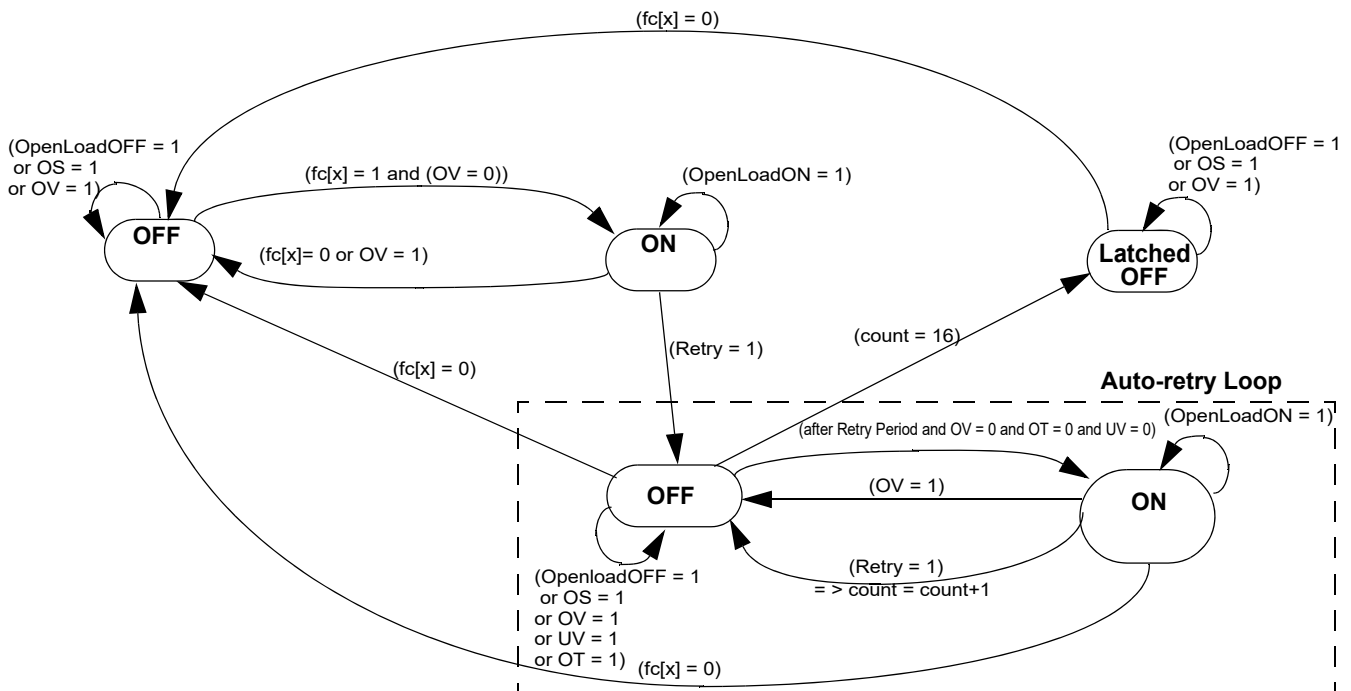 (fc[x] = 0)
(OpenLoadOFF = 1
or OS = 1
or OV = 1)
(fc[x] = 1 and (OV = 0))
(OpenLoadON = 1)
(OpenLoadOFF = 1
or OS = 1
or OV = 1)
OFF
ON
(fc[x]= 0 or OV = 1)
Latched
OFF
(Retry = 1)
(count = 16)
(fc[x] = 0)
Auto-retry Loop
(OpenLoadON = 1)
(after Retry Period and OV = 0 and OT = 0 and UV = 0)
OFF
(OV = 1)
ON
(Retry = 1)
= > count = count+1
(OpenloadOFF = 1
or OS = 1
or OV = 1
or UV = 1
or OT = 1)
(fc[x] = 0)